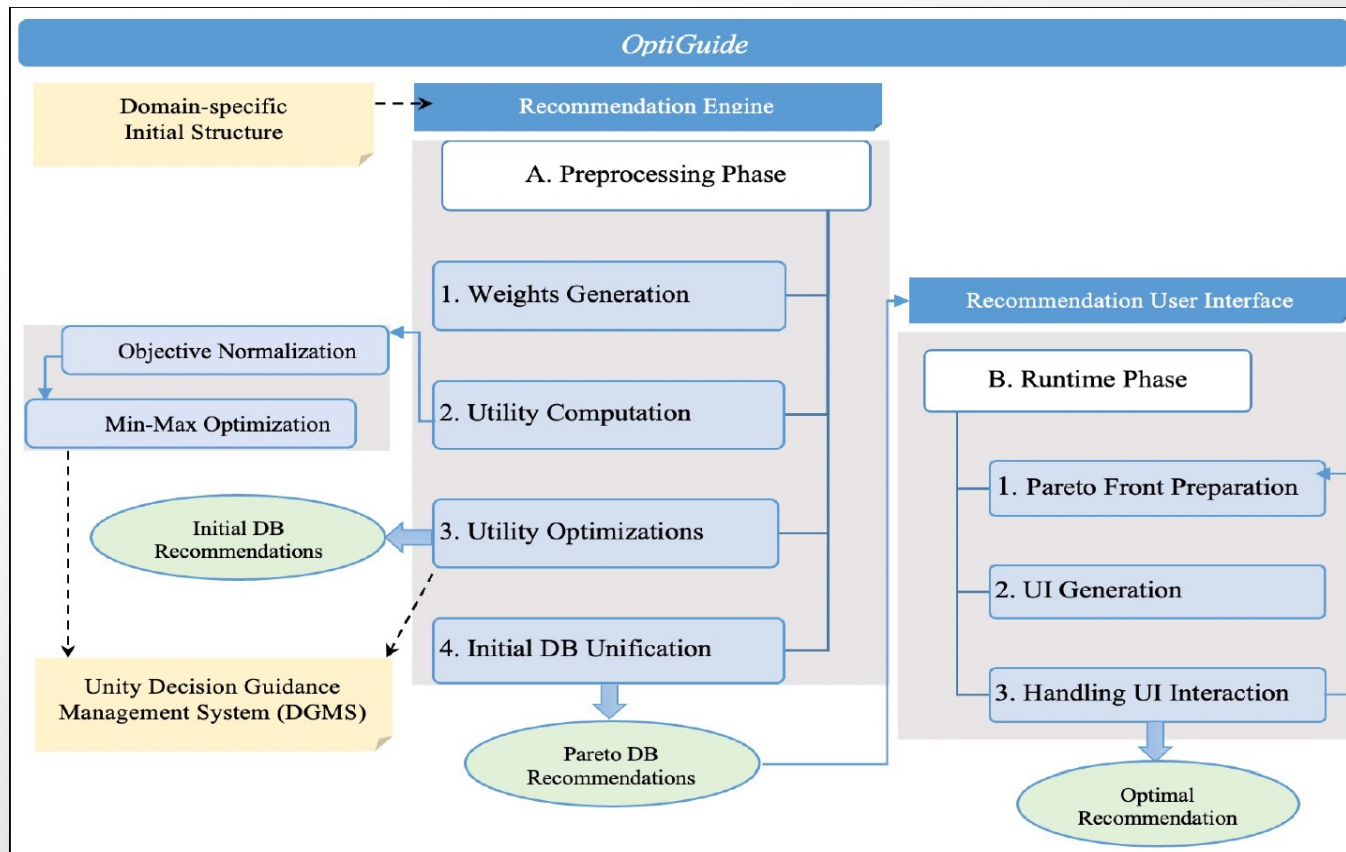 OptiGuide
Domain-specific
Initial Structure
Recommendation Engine
A. Preprocessing Phase
1. Weights Generation
2. Utility Computation
3. Utility Optimizations
4. Initial DB Unification
Objective Normalization
Min-Max Optimization
Initial DB
Recommendations
Unity Decision Guidance
Management System (DGMS)
Pareto DB
Recommendations
Recommendation User Interface
B. Runtime Phase
1. Pareto Front Preparation
2. UI Generation
3. Handling UI Interaction
Optimal
Recommendation